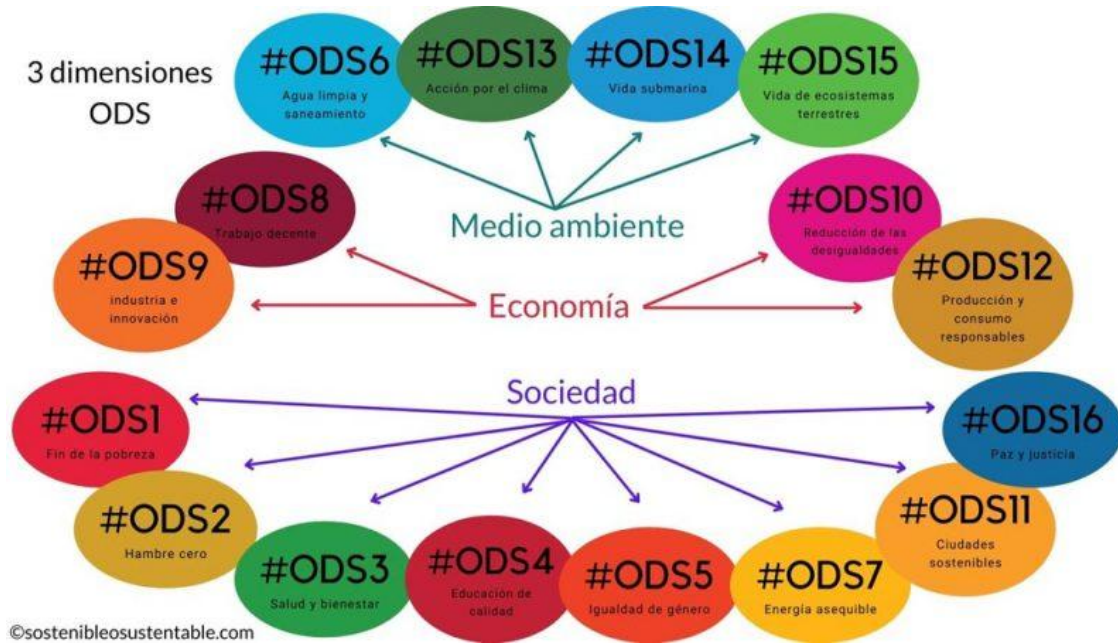 3 dimensiones
ODS
#ODS6
Agua limpia y
saneamiento
#ODS13
Acción por el clima
#ODS14
Vida submarina
#ODS15
Vida de ecosistemas
terrestres
Medio ambiente
#ODS8
Trabajo decente
#ODS9
industria e
innovación
Economía
#ODS10
Reducción de las
desigualdades
#ODS12
Producción y
consumo
responsables
Sociedad
#ODS1
Fin de la pobreza
#ODS2
Hambre cero
#ODS3
Salud y bienestar
#ODS4
Educación de
calidad
#ODS5
Igualdad de género
#ODS7
Energía asequible
#ODS11
Ciudades
sostenibles
#ODS16
Paz y justicia
©sostenibleosustentable.com